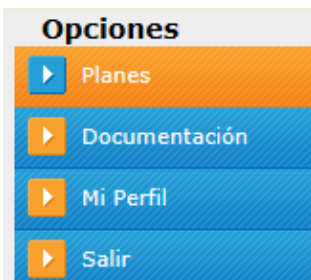 Opciones
Planes
Documentación
Mi Perfil
Salir